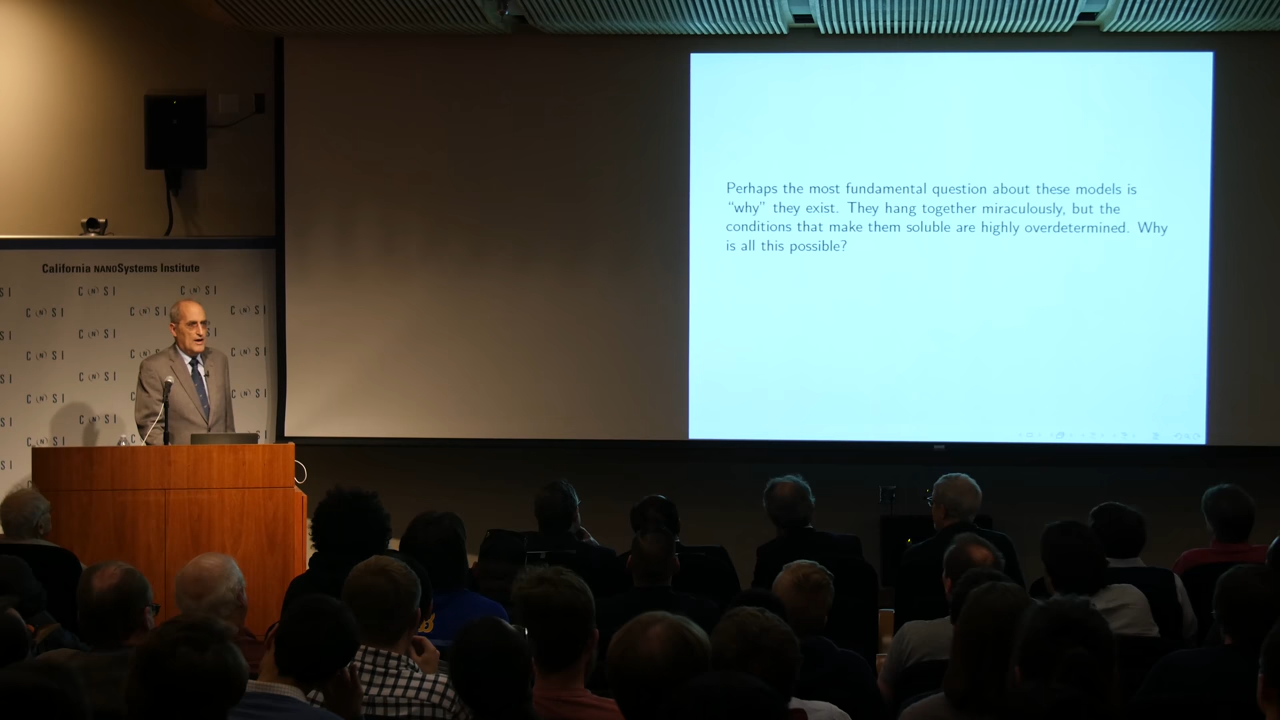 California NANOSystems Institute
C (N) S I
C (N) S I
C (N) S I
C (N) S I
C (N) S I
C (N) S I
C (N) S I
C (N) S I
C (N) S I
C (N) S I
C (N) S I
C (N) S I
Perhaps the most fundamental question about these models is
“why” they exist. They hang together miraculously, but the
conditions that make them soluble are highly overdetermined. Why
is all this possible?